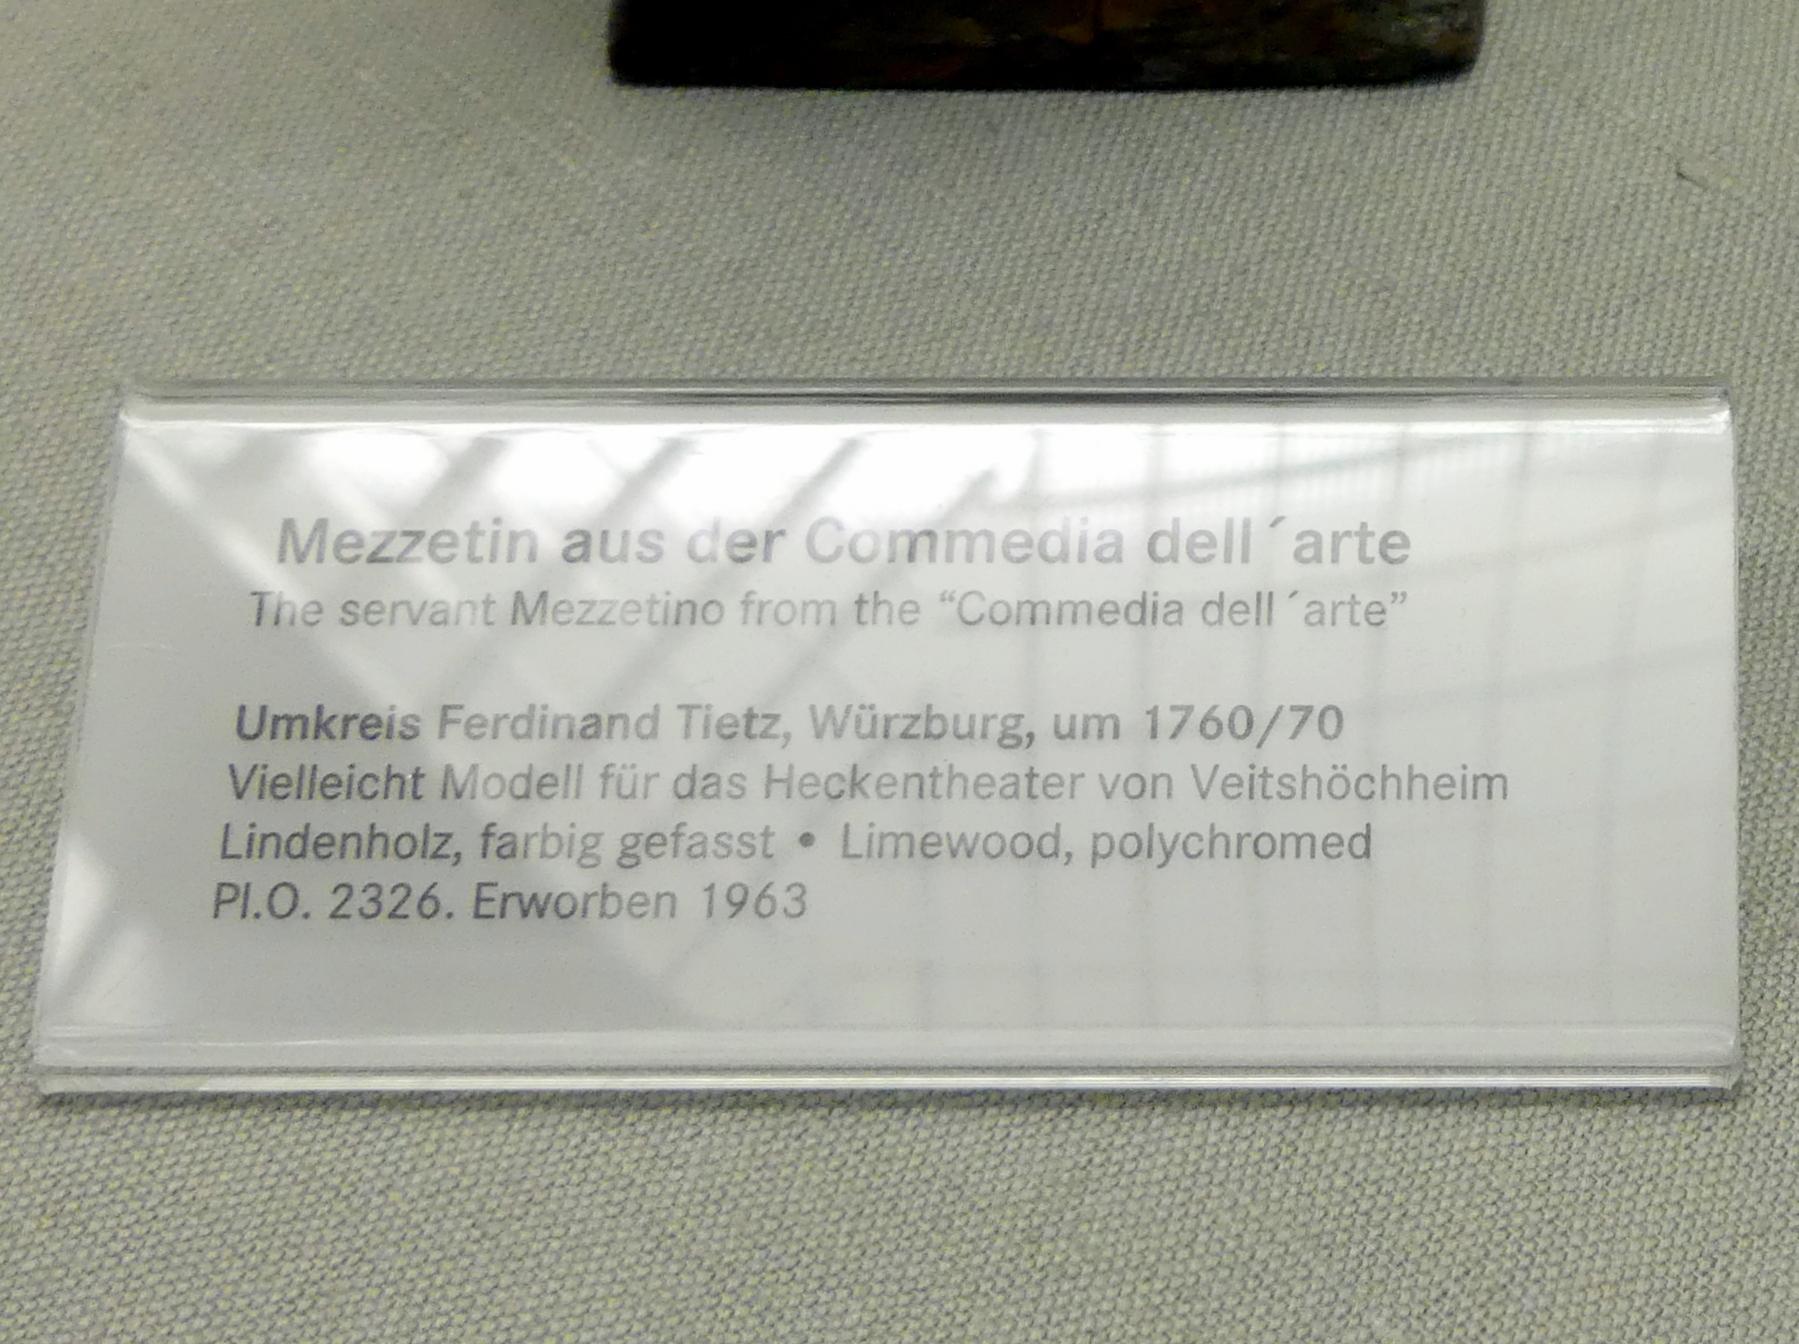 Mezzetin aus der Commedia dell´arte
The servant Mezzetino from the “Commedia dell´arte”
Umkreis Ferdinand Tietz, Würzburg, um 1760/70
Vielleicht Modell für das Heckentheater von Veitshöchheim
Lindenholz, farbig gefasst • Limewood, polychromed
Pl.O. 2326. Erworben 1963